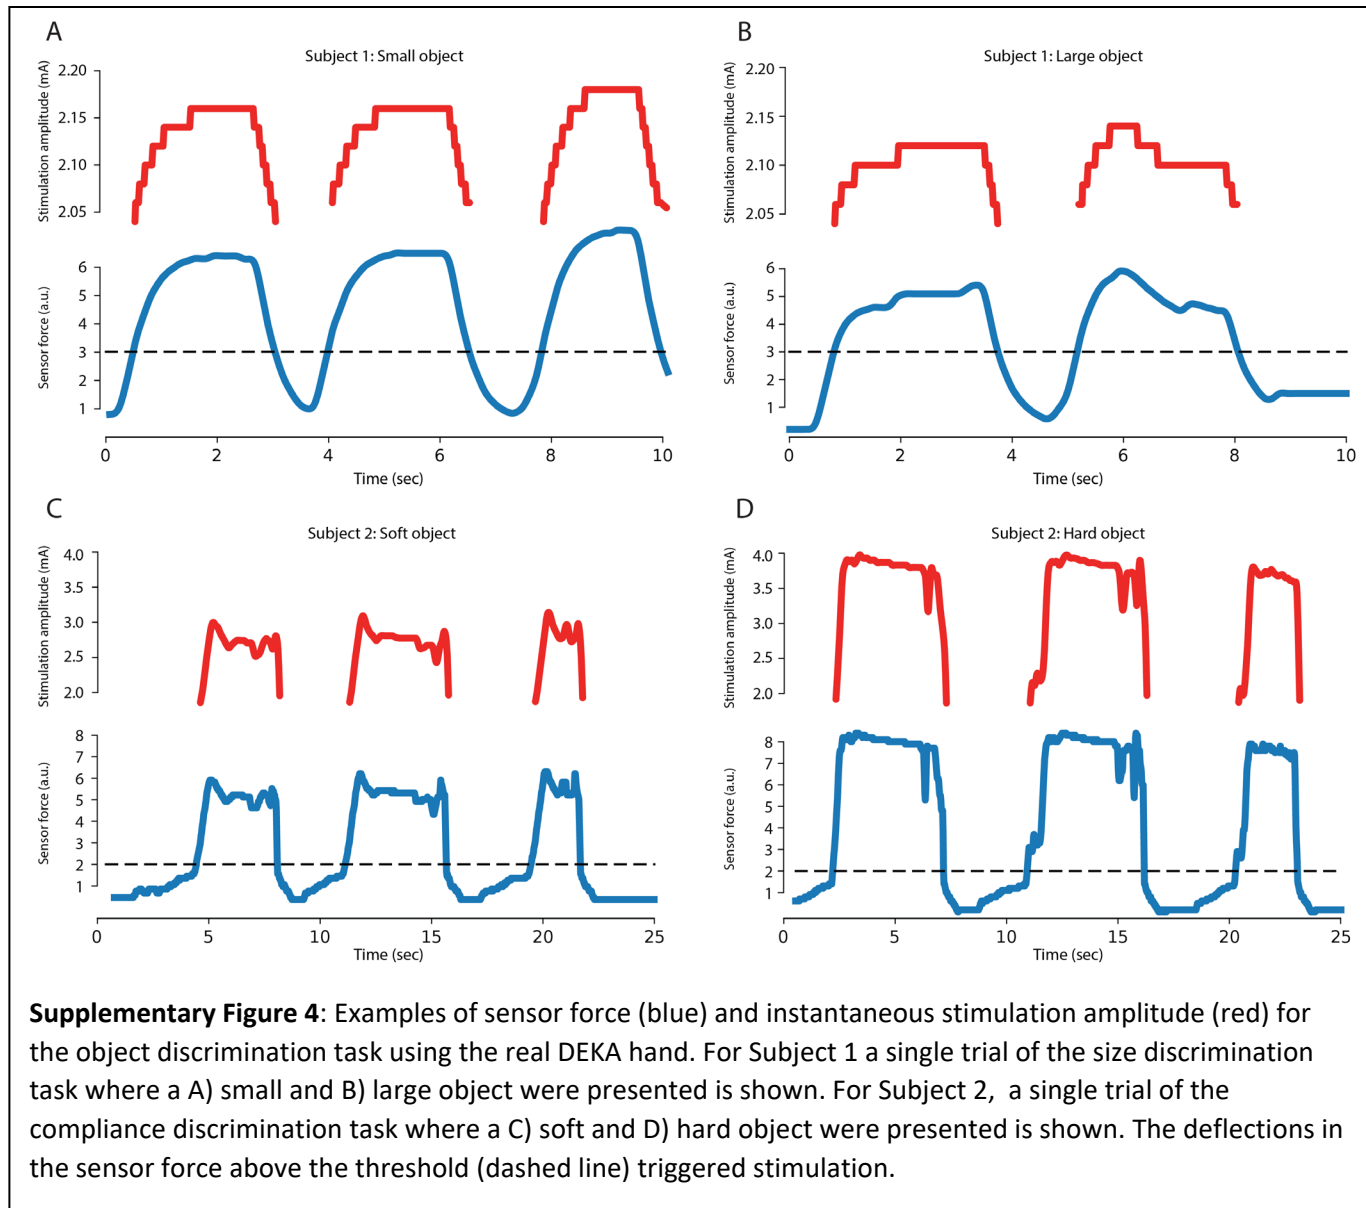 A
Subject 1: Small object
Stimulation amplitude (mA)
2.20
2.15
2.10
2.05
Sensor force (a.u.)
6
5
4
3
2
1
0 2 4 6 8 10
Time (sec)
B
Subject 1: Large object
Stimulation amplitude (mA)
2.20
2.15
2.10
2.05
Sensor force (a.u.)
6
5
4
3
2
1
0 2 4 6 8 10
Time (sec)
C
Subject 2: Soft object
Stimulation amplitude (mA)
4.0
3.5
3.0
2.5
2.0
Sensor force (a.u.)
8
7
6
5
4
3
2
1
0 5 10 15 20 25
Time (sec)
D
Subject 2: Hard object
Stimulation amplitude (mA)
4.0
3.5
3.0
2.5
2.0
Sensor force (a.u.)
8
7
6
5
4
3
2
1
0 5 10 15 20 25
Time (sec)
Supplementary Figure 4: Examples of sensor force (blue) and instantaneous stimulation amplitude (red) for
the object discrimination task using the real DEKA hand. For Subject 1 a single trial of the size discrimination
task where a A) small and B) large object were presented is shown. For Subject 2, a single trial of the
compliance discrimination task where a C) soft and D) hard object were presented is shown. The deflections in
the sensor force above the threshold (dashed line) triggered stimulation.